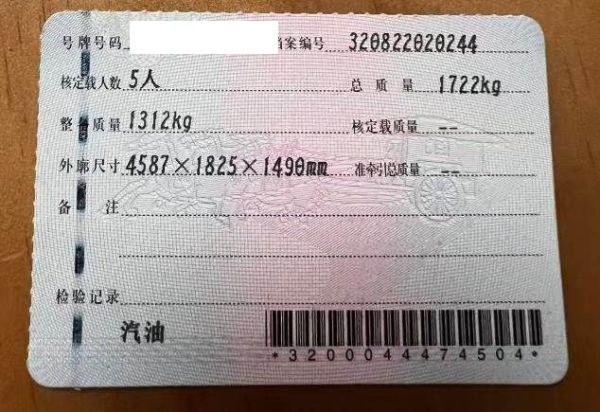 号牌号码 档案编号 320822020244
核定载人数 5人 总质量 1722kg
整备质量 1312kg 核定载质量 --
外廓尺寸 4587×1825×1490mm 准牵引总质量 --
备注
检验记录
汽油
*3200044474504*